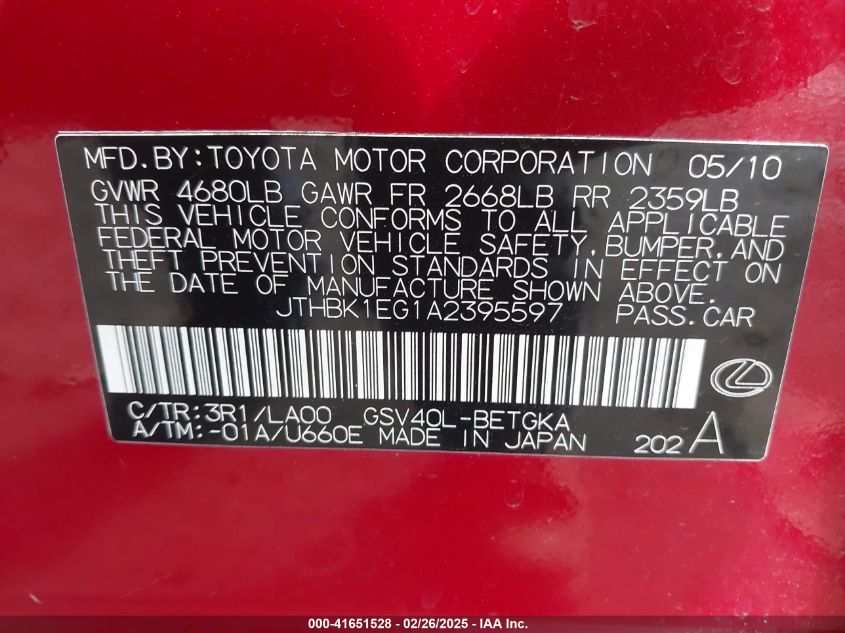 MFD.BY:TOYOTA MOTOR CORPORATION 05/10
GVWR 4680LB GAWR FR 2668LB RR 2359LB
THIS VEHICLE CONFORMS TO ALL APPLICABLE
FEDERAL MOTOR VEHICLE SAFETY,BUMPER,AND
THEFT PREVENTION STANDARDS IN EFFECT ON
THE DATE OF MANUFACTURE SHOWN ABOVE.
JTHBK1EG1A2395597 PASS.CAR
C/TR:3R1/LA00 GSV40L-BETGKA
A/TM:-01A/U660E MADE IN JAPAN 202A
000-41651528 - 02/26/2025 - IAA Inc.